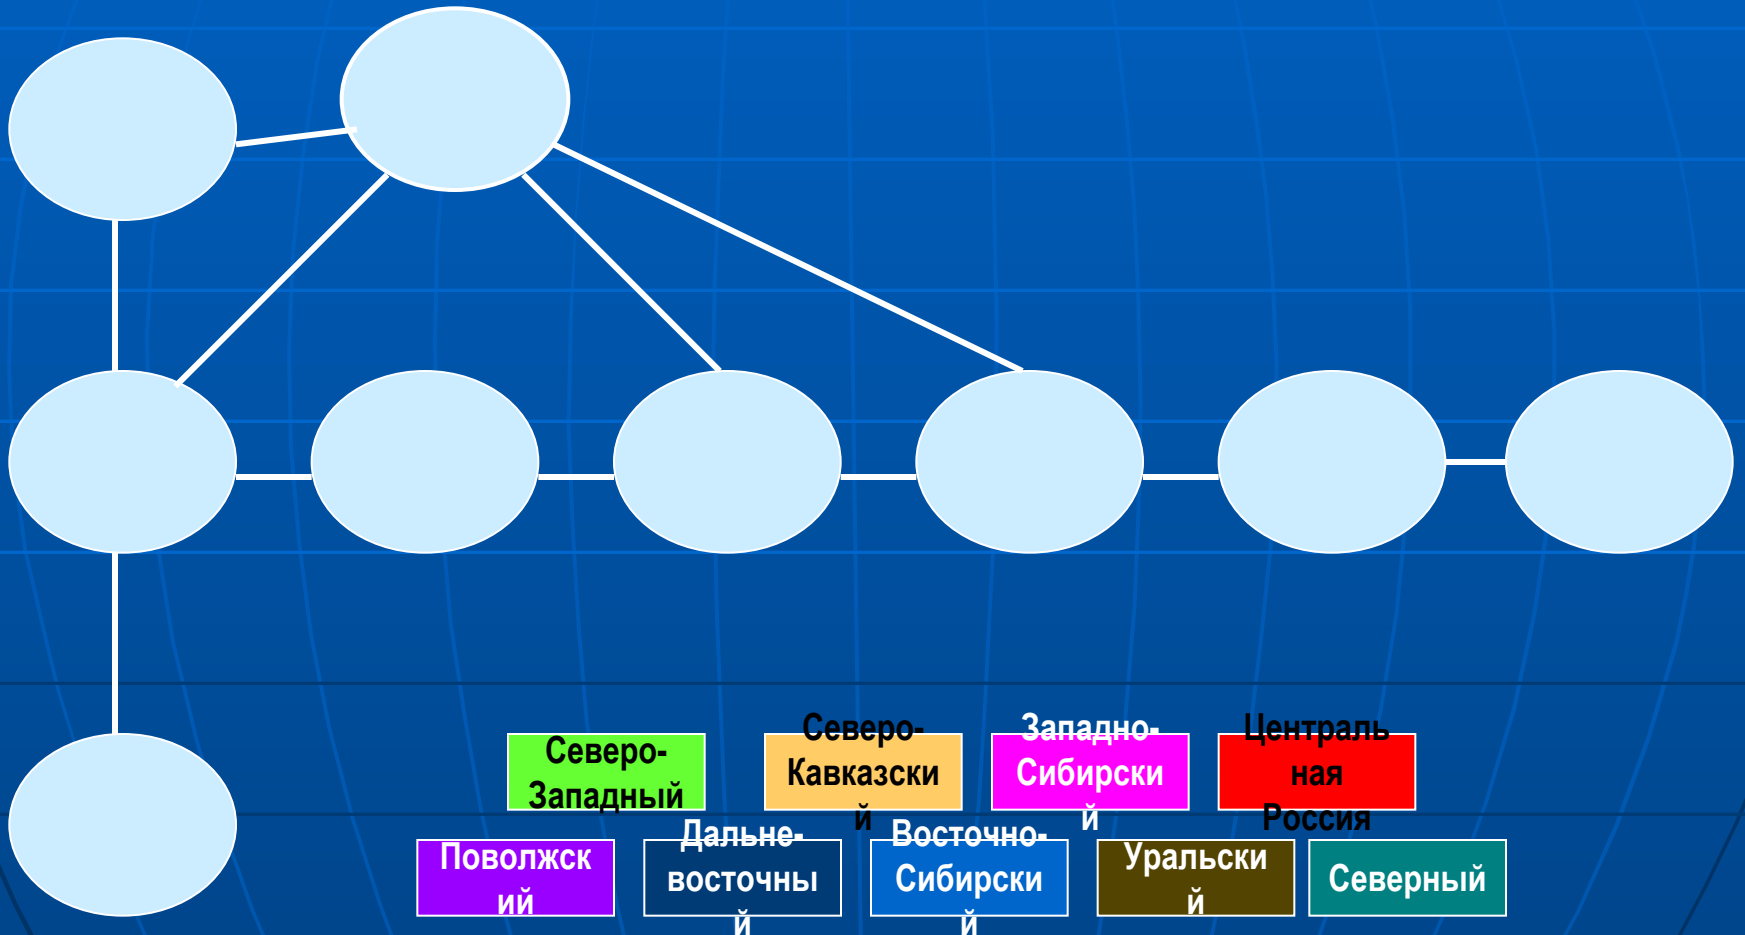 Северо-
Западный
Северо-
Кавказски
й
Западно-
Сибирски
й
Централь
ная
Россия
Поволжск
ий
Дальне-
восточны
й
Восточно-
Сибирски
й
Уральски
й
Северный